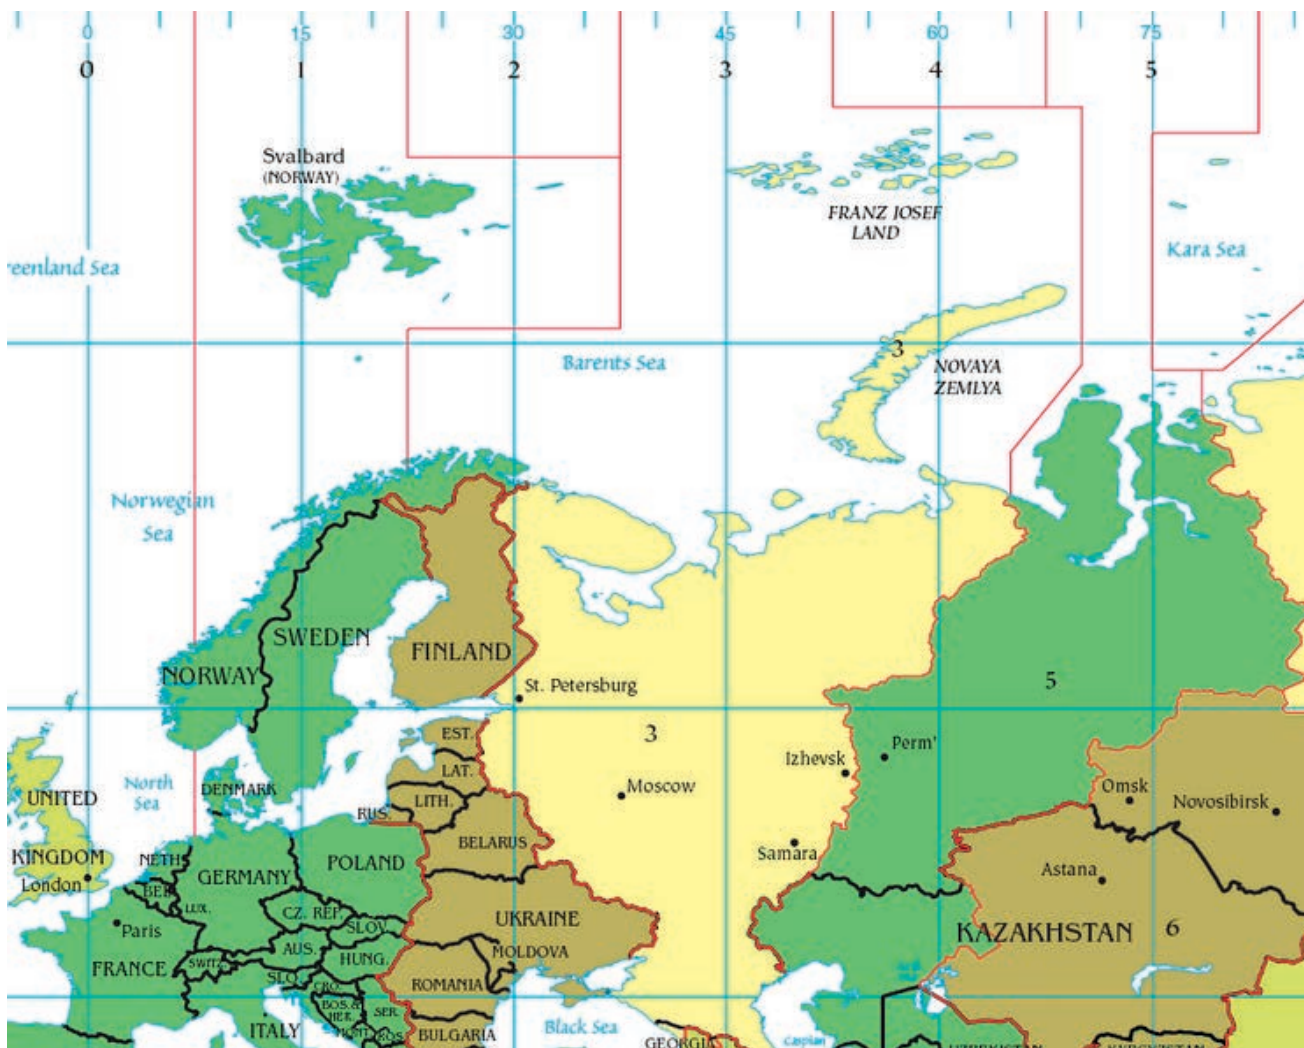 0 15 30 45 60 75
0 1 2 3 4 5
Svalbard
(NORWAY)
FRANZ JOSEF
LAND
Kara Sea
reenland Sea
3
Barents Sea
NOVAYA
ZEMLYA
Norwegian
Sea
SWEDEN
FINLAND
NORWAY
St. Petersburg
5
EST.
3
Perm'
Izhevsk
LAT.
North
Sea
DENMARK
UNITED
Moscow
Omsk
Novosibirsk
LITH.
RUS.
BELARUS
KINGDOM
London
NETH.
GERMANY
POLAND
Samara
Astana
BEL.
LUX.
CZ. REP.
SLOV.
UKRAINE
Paris
KAZAKHSTAN 6
AUS.
HUNG.
MOLDOVA
FRANCE
SWITZ.
SLO.
CRO.
ROMANIA
BOS.&
HER.
SER.
ITALY
MONT.
KOS.
BULGARIA
Black Sea
GEORGIA
Caspian
UZBEKISTAN
KYRGYZSTAN